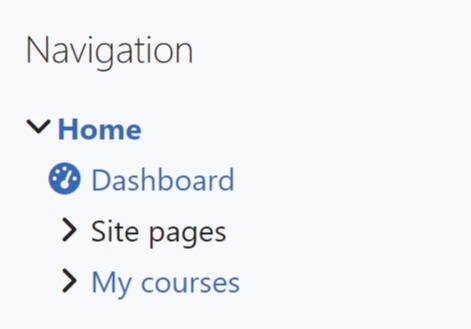 Navigation
Home
Dashboard
Site pages
My courses